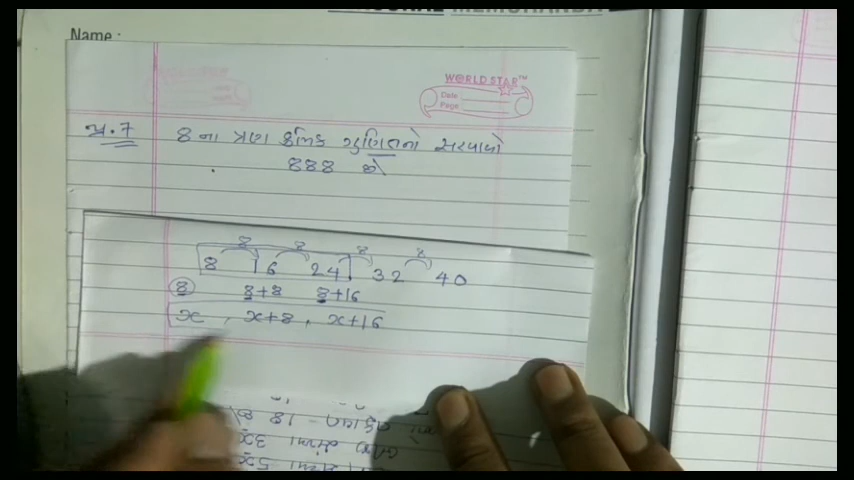 Name :
WORLD STAR™
Date
Page
પ્ર.7 8 ના ત્રણ ક્રમિક ગુણિતનો સરવાળો
888 છે
8 8 8 8
8 16 24 32 40
8 8+8 8+16
x , x+8 , x+16